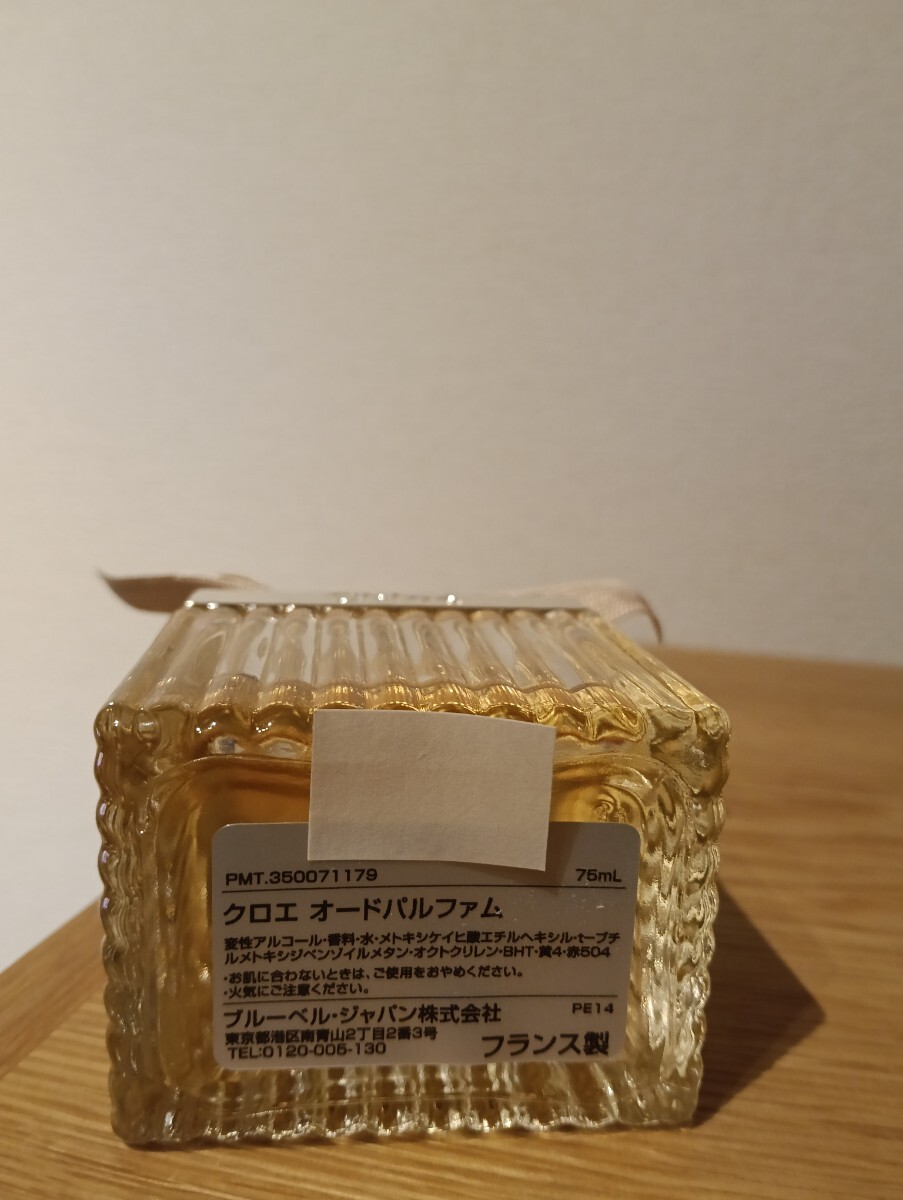 PMT.350071179 75mL
クロエ オードパルファム
変性アルコール・香料・水・メトキシケイヒ酸エチルヘキシル・t-ブチ
ルメトキシジベンゾイルメタン・オクトクリレン・BHT・黄4・赤504
・お肌に合わないときは、ご使用をおやめください。
・火気にご注意ください。
ブルーベル・ジャパン株式会社 PE14
東京都港区南青山2丁目2番3号
TEL:0120-005-130 フランス製